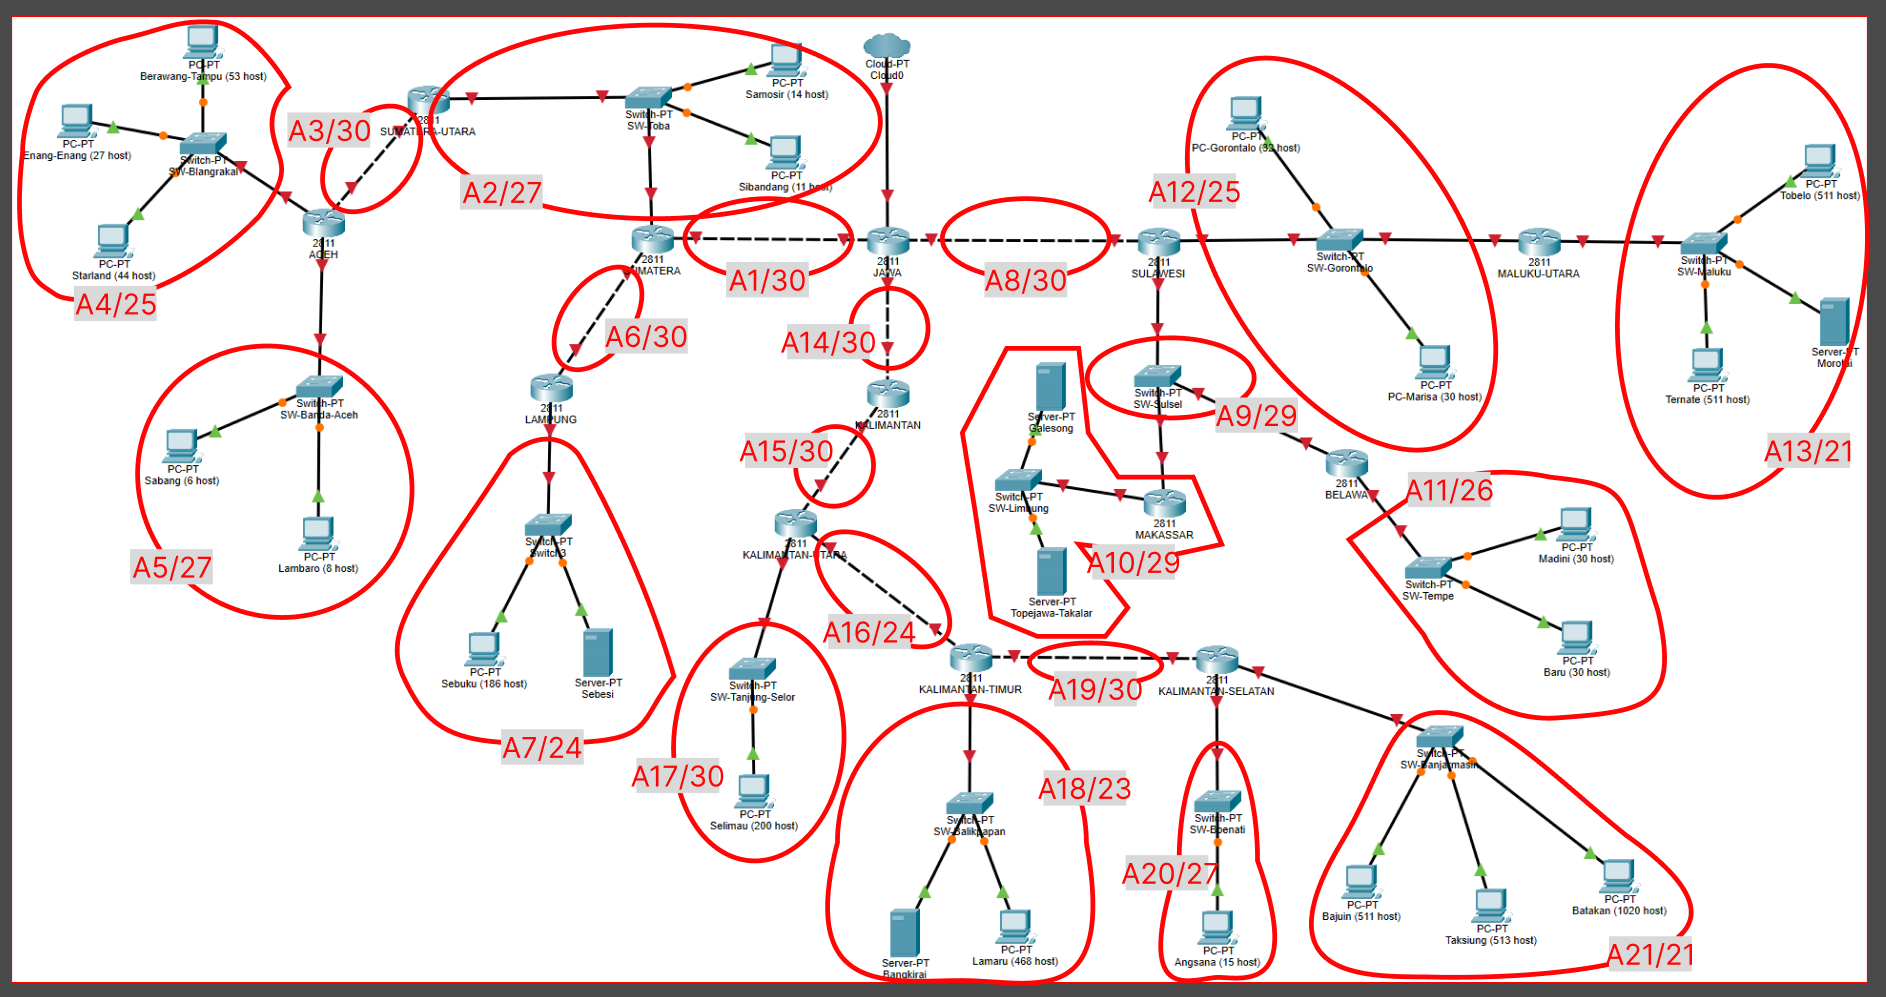 PC-PT
Berawang-Tampu (53 host)
PC-PT
Enang-Enang (27 host)
Switch-PT
SW-Blangrakal
PC-PT
Starland (44 host)
A4/25
A3/30
2811
SUMATERA-UTARA
2811
ACEH
Switch-PT
SW-Toba
PC-PT
Samosir (14 host)
PC-PT
Sibandang (11 host)
A2/27
Cloud-PT
Cloud0
2811
A1/30
2811
JAWA
A8/30
2811
SULAWESI
A12/25
PC-PT
PC-Gorontalo (32 host)
Switch-PT
SW-Gorontalo
PC-PT
PC-Marisa (30 host)
2811
MALUKU-UTARA
PC-PT
Tobelo (511 host)
Switch-PT
SW-Maluku
Server-PT
Morotai
PC-PT
Ternate (511 host)
A13/21
A6/30
A14/30
2811
LAMPUNG
2811
KALIMANTAN
Switch-PT
SW-Banda-Aceh
PC-PT
Sabang (6 host)
PC-PT
Lambaro (8 host)
A5/27
A15/30
2811
KALIMANTAN-UTARA
Server-PT
Galesong
Switch-PT
SW-Limbung
Server-PT
Topejawa-Takalar
Switch-PT
SW-Sulsel
A9/29
2811
MAKASSAR
A10/29
2811
BELAWA
A11/26
Switch-PT
SW-Tempe
PC-PT
Madini (30 host)
PC-PT
Baru (30 host)
Switch-PT
Switch3
PC-PT
Sebuku (186 host)
Server-PT
Sebesi
A7/24
A16/24
Switch-PT
SW-Tanjung-Selor
A17/30
PC-PT
Selimau (200 host)
2811
KALIMANTAN-TIMUR
A19/30
2811
KALIMANTAN-SELATAN
A18/23
Switch-PT
SW-Balikpapan
Server-PT
Bangkirai
PC-PT
Lamaru (468 host)
Switch-PT
SW-Boenati
A20/27
PC-PT
Angsana (15 host)
Switch-PT
SW-Banjarmasin
PC-PT
Bajuin (511 host)
PC-PT
Taksiung (513 host)
PC-PT
Batakan (1020 host)
A21/21